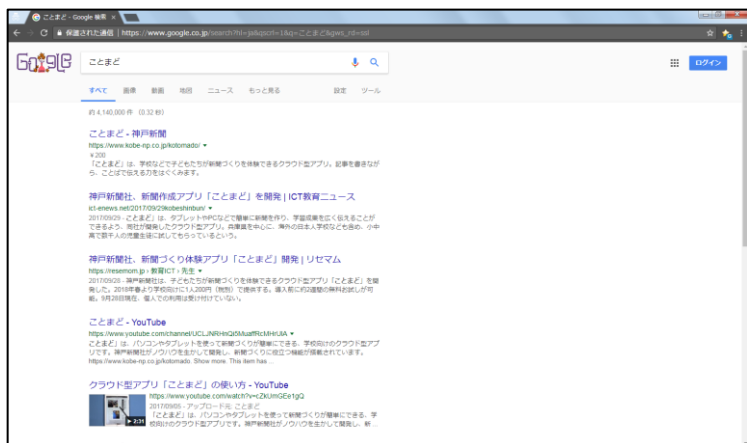 ことまど - Google 検索
保護された通信 | https://www.google.co.jp/search?hl=ja&qscrl=1&q=ことまど&gws_rd=ssl
Google
ことまど
ログイン
すべて 画像 動画 地図 ニュース もっと見る 設定 ツール
約 4,140,000 件 （0.32 秒）
ことまど - 神戸新聞
https://www.kobe-np.co.jp/kotomado/
¥200
「ことまど」は、学校などで子どもたちが新聞づくりを体験できるクラウド型アプリ。記事を書きなが
ら、ことばで伝える力をはぐくみます。
神戸新聞社、新聞作成アプリ「ことまど」を開発 | ICT教育ニュース
ict-enews.net/2017/09/29kobeshinbun/
2017/09/29 - ことまど」は、タブレットやPCなどで簡単に新聞を作り、学習成果を広く伝えることが
できるよう、同社が開発したクラウド型アプリ。兵庫県を中心に、海外の日本人学校なども含め、小中
高で数千人の児童生徒に試してもらっているという。
神戸新聞社、新聞づくり体験アプリ「ことまど」開発 | リセマム
https://resemom.jp › 教育ICT › 先生
2017/09/28 - 神戸新聞社は、子どもたちが新聞づくりを体験できるクラウド型アプリ「ことまど」を開
発した。2018年春より学校向けに1人200円（税別）で提供する。導入前に約2週間の無料お試しが可
能。9月28日現在、個人での利用は受け付けていない。
ことまど - YouTube
https://www.youtube.com/channel/
ことまど」は、パソコンやタブレットを使って新聞づくりが簡単にできる、学校向けのクラウド型アプ
リです。神戸新聞社がノウハウを生かして開発し、新聞づくりに役立つ機能が搭載されています。
https://www.kobe-np.co.jp/kotomado. Show more. This item has ...
クラウド型アプリ「ことまど」の使い方 - YouTube
https://www.youtube.com/watch?v=cZkUmGEe1gQ
2017/09/05 - アップロード元 ことまど
「ことまど」は、パソコンやタブレットを使って新聞づくりが簡単にできる、学
校向けのクラウド型アプリです。神戸新聞社がノウハウを生かして開発し、新 ...
2:31